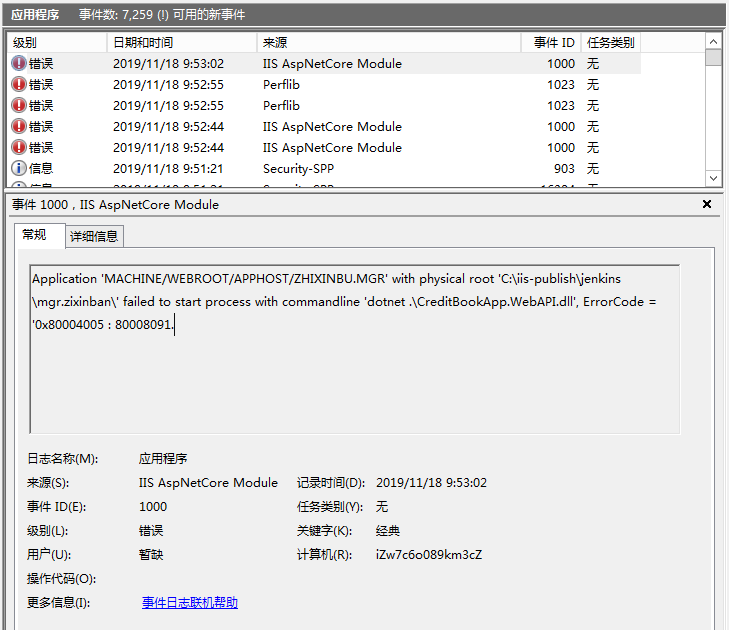 应用程序 事件数: 7,259 (!) 可用的新事件
级别 日期和时间 来源 事件 ID 任务类别
错误 2019/11/18 9:53:02 IIS AspNetCore Module 1000 无
错误 2019/11/18 9:52:55 Perflib 1023 无
错误 2019/11/18 9:52:55 Perflib 1023 无
错误 2019/11/18 9:52:44 IIS AspNetCore Module 1000 无
错误 2019/11/18 9:52:44 IIS AspNetCore Module 1000 无
信息 2019/11/18 9:51:21 Security-SPP 903 无
事件 1000，IIS AspNetCore Module
常规 详细信息
Application 'MACHINE/WEBROOT/APPHOST/ZHIXINBU.MGR' with physical root 'C:\iis-publish\jenkins
\mgr.zixinban\' failed to start process with commandline 'dotnet .\CreditBookApp.WebAPI.dll', ErrorCode =
'0x80004005 : 80008091.
日志名称(M): 应用程序
来源(S): IIS AspNetCore Module 记录时间(D): 2019/11/18 9:53:02
事件 ID(E): 1000 任务类别(Y): 无
级别(L): 错误 关键字(K): 经典
用户(U): 暂缺 计算机(R): iZw7c6o089km3cZ
操作代码(O):
更多信息(I): 事件日志联机帮助